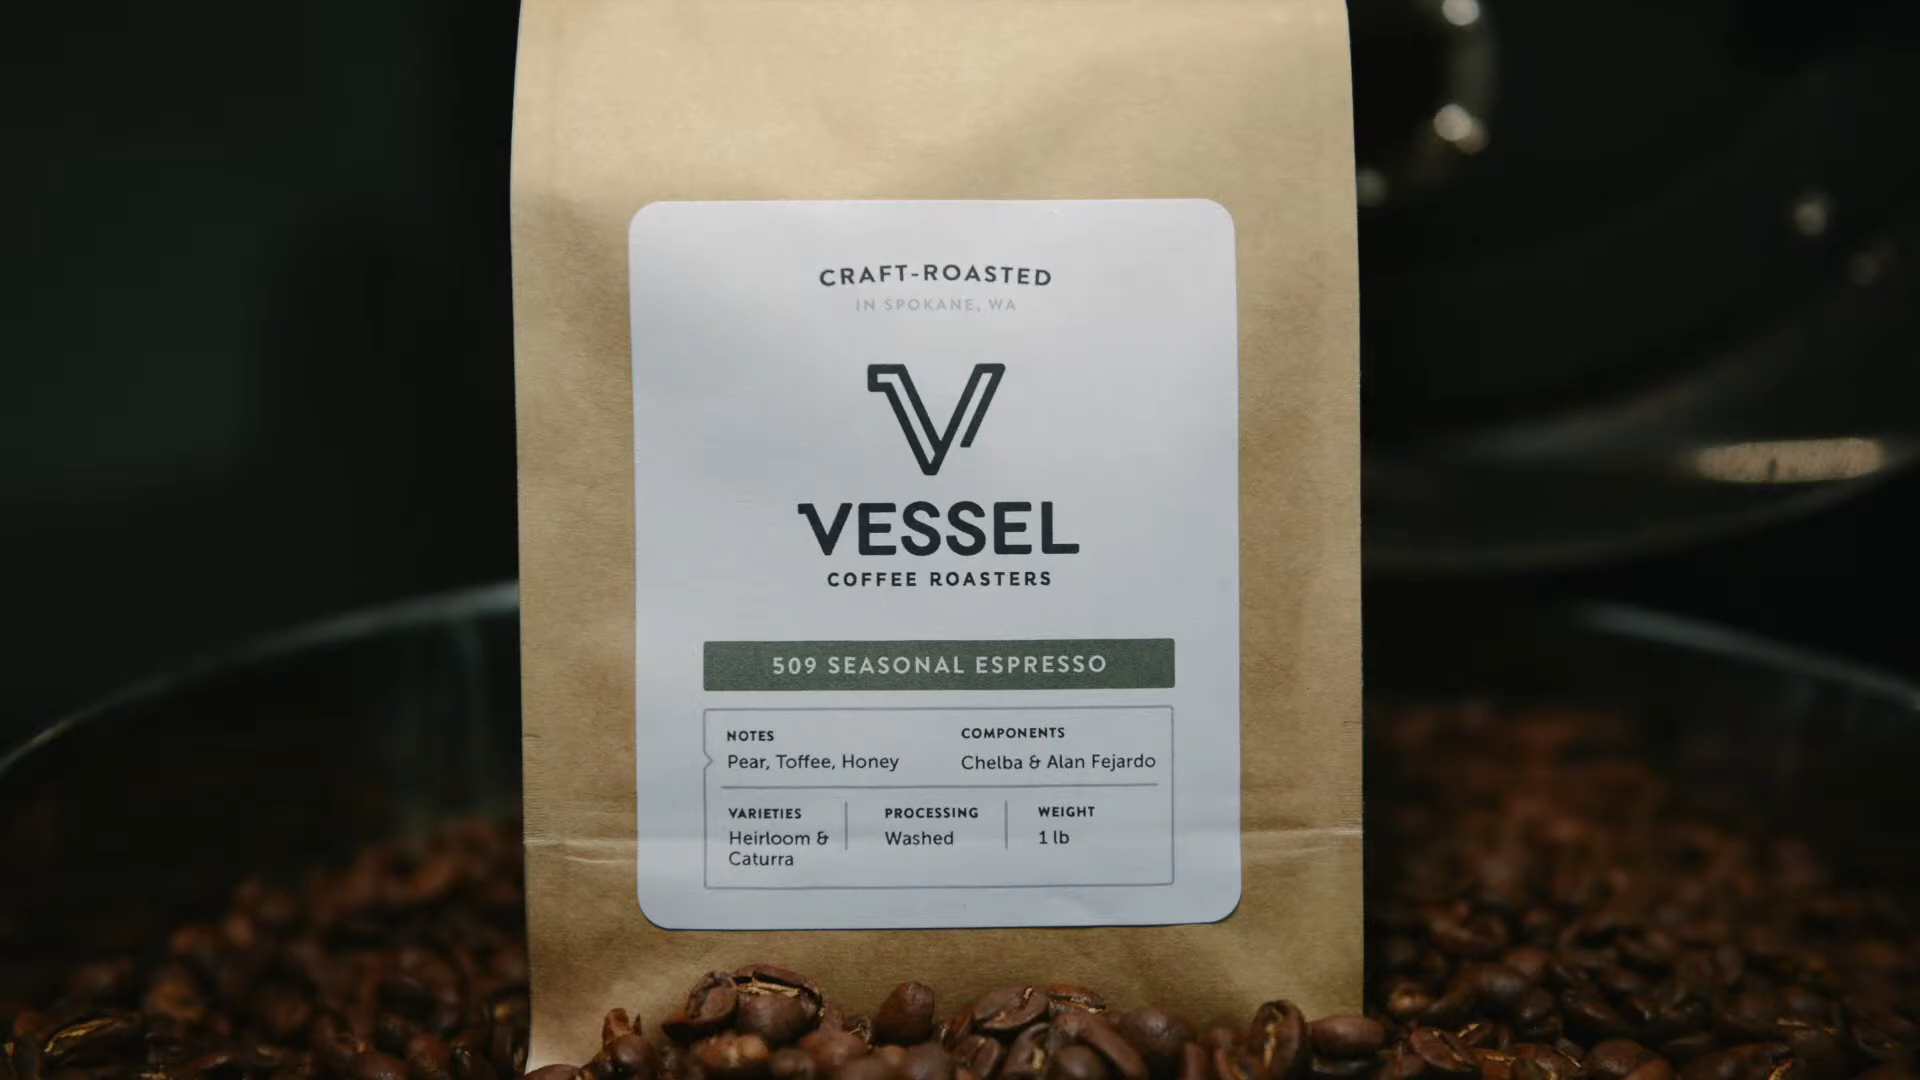 CRAFT-ROASTED
IN SPOKANE, WA
V
VESSEL
COFFEE ROASTERS
509 SEASONAL ESPRESSO
NOTES
Pear, Toffee, Honey
COMPONENTS
Chelba & Alan Fejardo
VARIETIES
Heirloom &
Caturra
PROCESSING
Washed
WEIGHT
1 lb